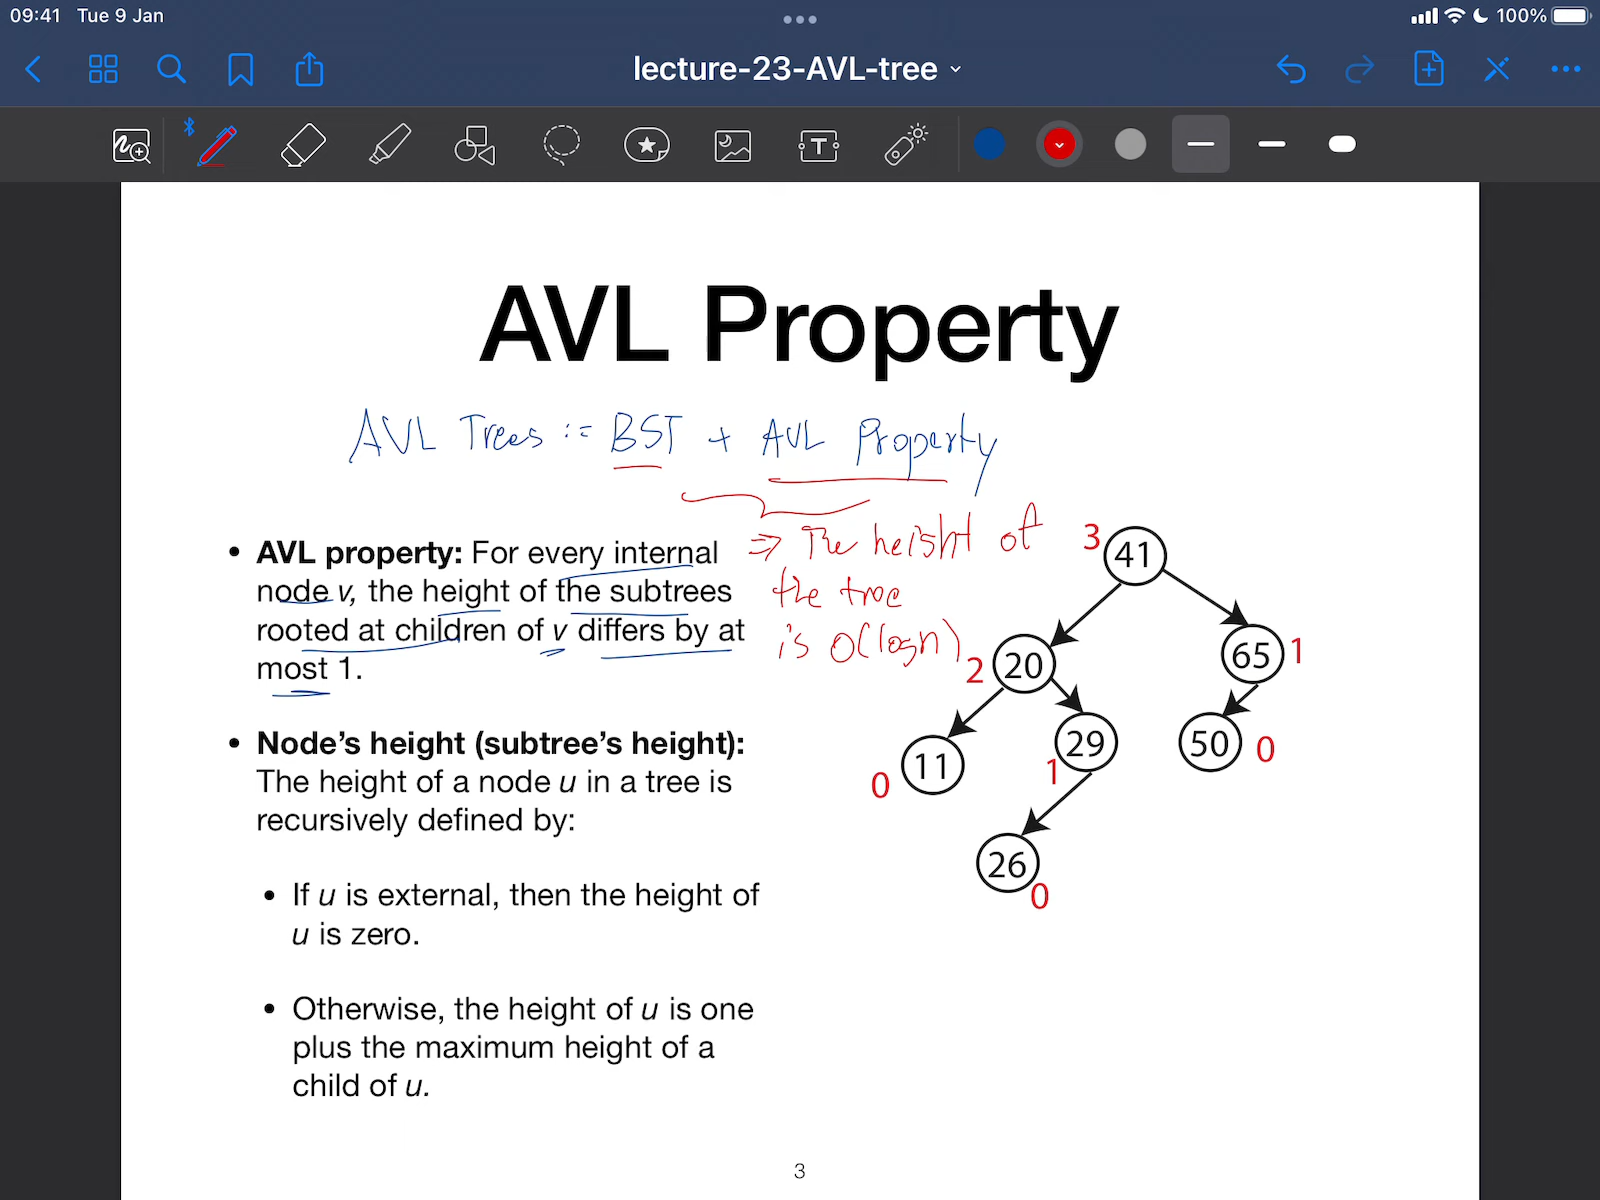 09:41 Tue 9 Jan
100%
lecture-23-AVL-tree
T
AVL Property
AVL Trees := BST + AVL Property
⇒ The height of
the tree
is O(logn)
• AVL property: For every internal
node v, the height of the subtrees
rooted at children of v differs by at
most 1.
• Node's height (subtree's height):
The height of a node u in a tree is
recursively defined by:
• If u is external, then the height of
u is zero.
• Otherwise, the height of u is one
plus the maximum height of a
child of u.
3 41
2 20
65 1
0 11
1 29
50 0
26 0
3